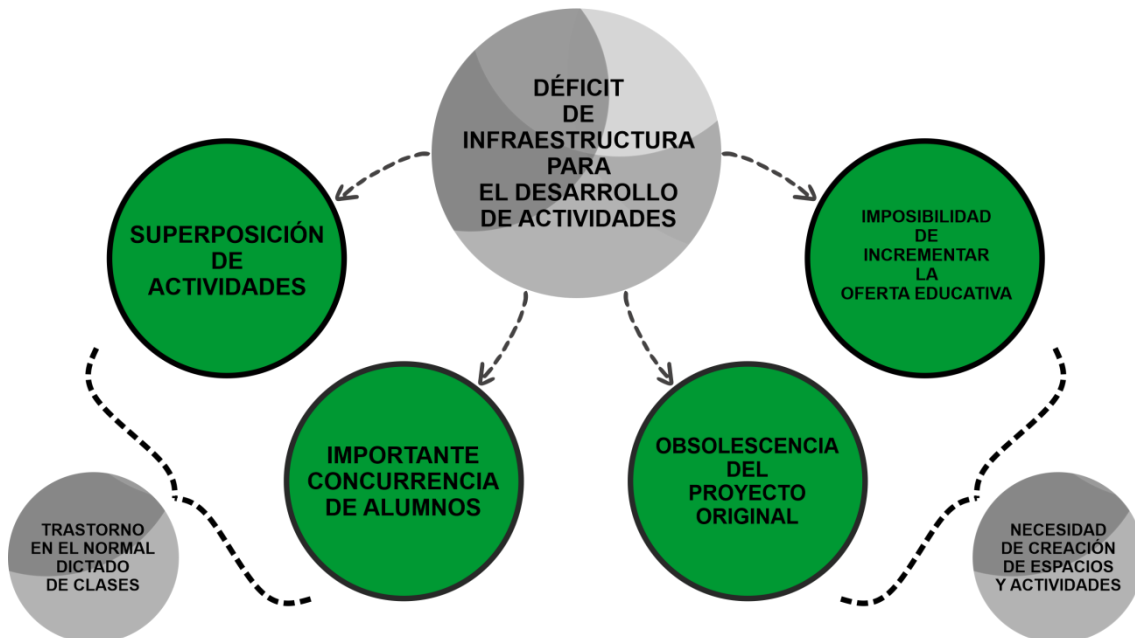 DÉFICIT
DE
INFRAESTRUCTURA
PARA
EL DESARROLLO
DE ACTIVIDADES
SUPERPOSICIÓN
DE
ACTIVIDADES
IMPOSIBILIDAD
DE
INCREMENTAR
LA
OFERTA EDUCATIVA
IMPORTANTE
CONCURRENCIA
DE ALUMNOS
OBSOLESCENCIA
DEL
PROYECTO
ORIGINAL
TRASTORNO
EN EL NORMAL
DICTADO
DE CLASES
NECESIDAD
DE CREACIÓN
DE ESPACIOS
Y ACTIVIDADES